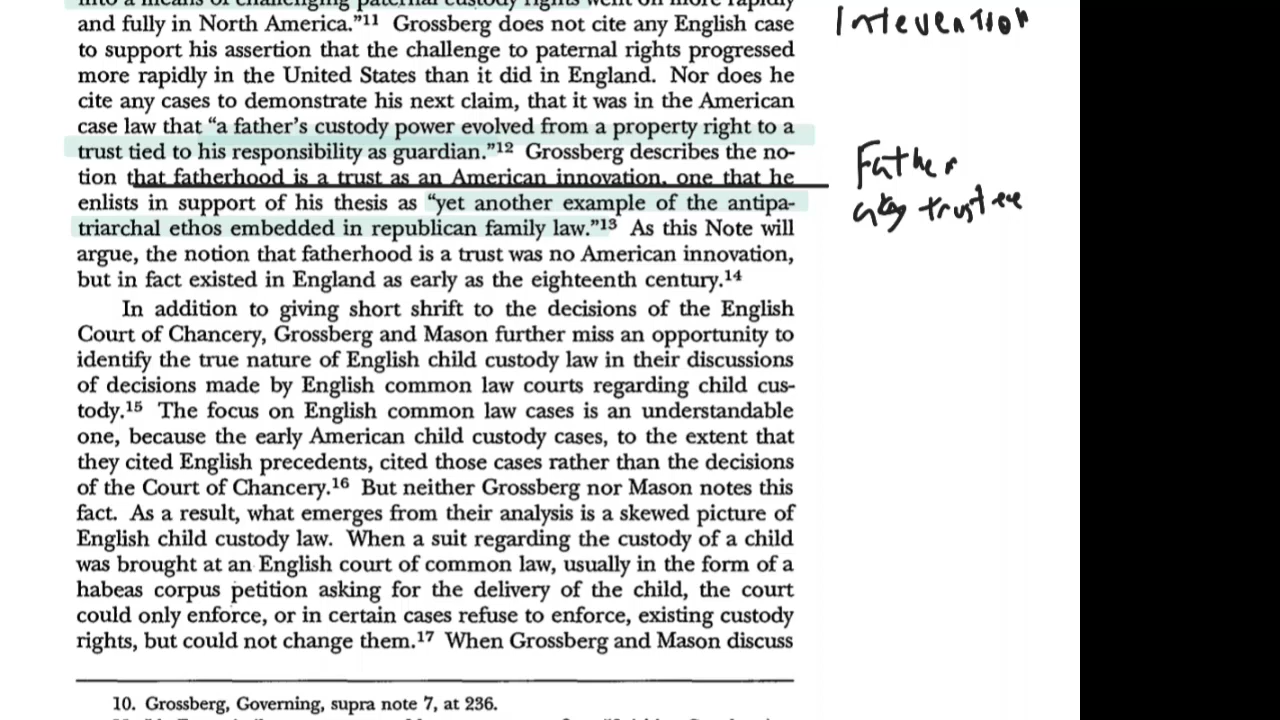 into a means of challenging paternal custody rights went on more rapidly
and fully in North America."11 Grossberg does not cite any English case
to support his assertion that the challenge to paternal rights progressed
more rapidly in the United States than it did in England. Nor does he
cite any cases to demonstrate his next claim, that it was in the American
case law that "a father's custody power evolved from a property right to a
trust tied to his responsibility as guardian."12 Grossberg describes the no-
tion that fatherhood is a trust as an American innovation, one that he
enlists in support of his thesis as "yet another example of the antipa-
triarchal ethos embedded in republican family law."13 As this Note will
argue, the notion that fatherhood is a trust was no American innovation,
but in fact existed in England as early as the eighteenth century.14
In addition to giving short shrift to the decisions of the English
Court of Chancery, Grossberg and Mason further miss an opportunity to
identify the true nature of English child custody law in their discussions
of decisions made by English common law courts regarding child cus-
tody.15 The focus on English common law cases is an understandable
one, because the early American child custody cases, to the extent that
they cited English precedents, cited those cases rather than the decisions
of the Court of Chancery.16 But neither Grossberg nor Mason notes this
fact. As a result, what emerges from their analysis is a skewed picture of
English child custody law. When a suit regarding the custody of a child
was brought at an English court of common law, usually in the form of a
habeas corpus petition asking for the delivery of the child, the court
could only enforce, or in certain cases refuse to enforce, existing custody
rights, but could not change them.17 When Grossberg and Mason discuss
10. Grossberg, Governing, supra note 7, at 236.
Intevention
Father
trustee